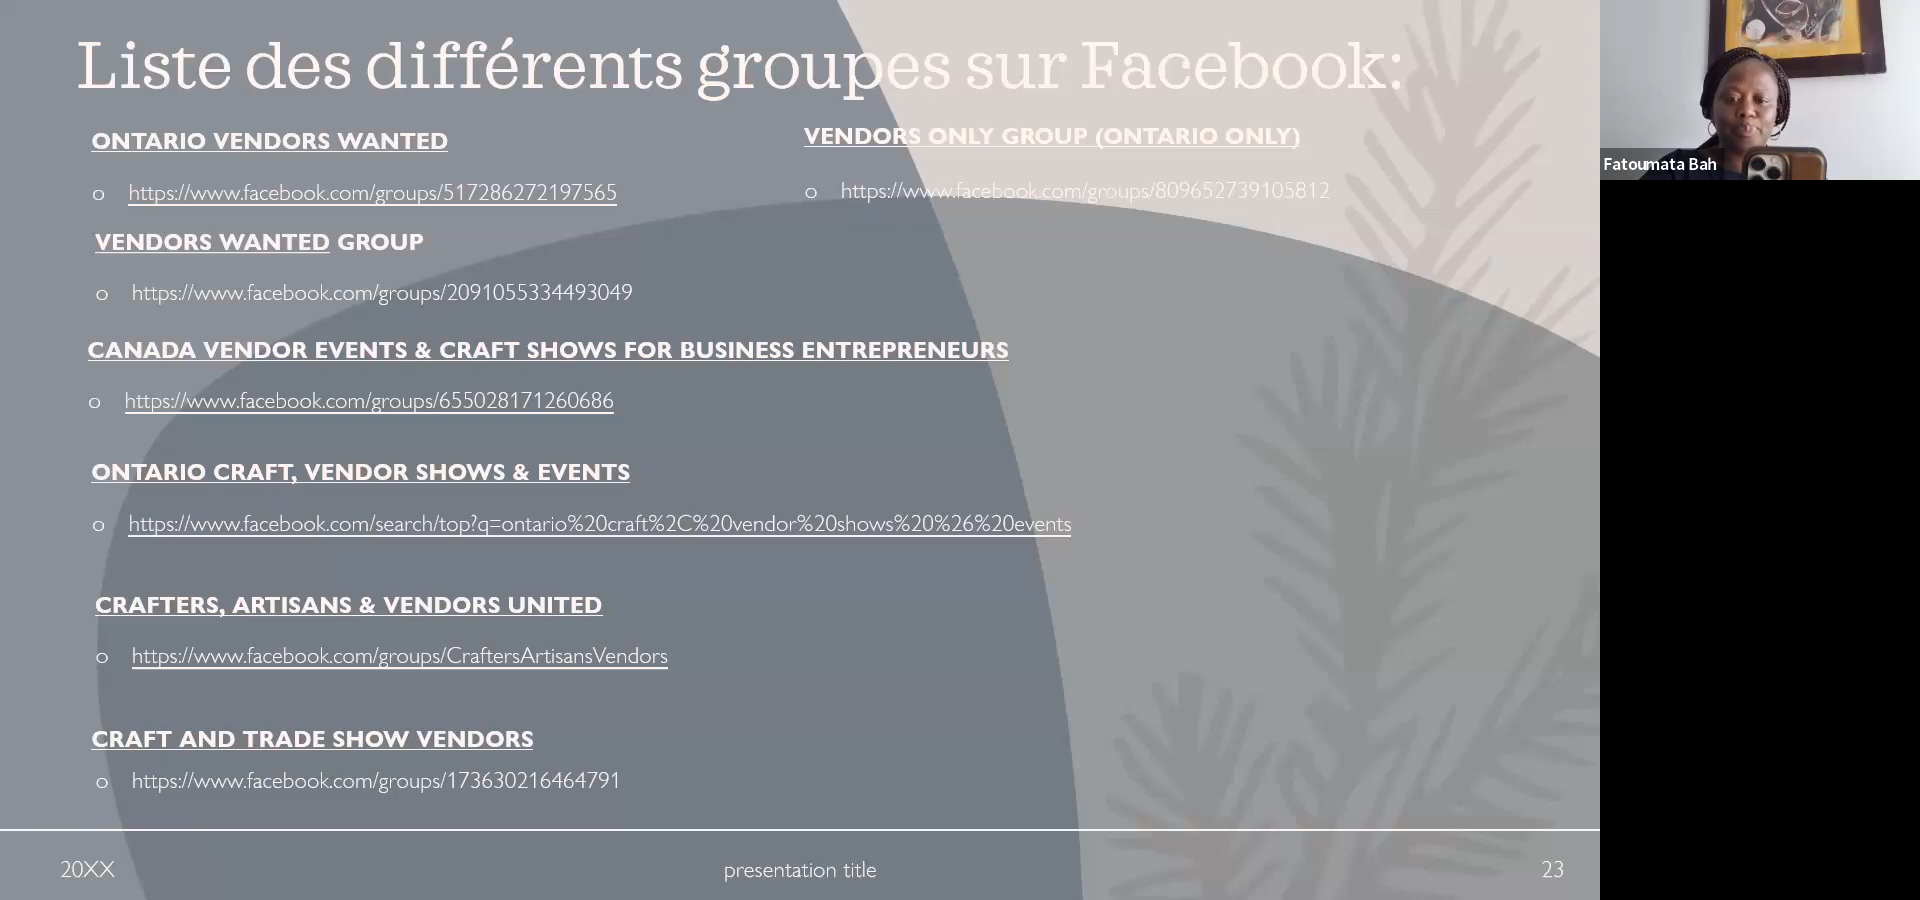 Liste des différents groupes sur Facebook:
ONTARIO VENDORS WANTED
o https://www.facebook.com/groups/517286272197565
VENDORS WANTED GROUP
o https://www.facebook.com/groups/2091055334493049
CANADA VENDOR EVENTS & CRAFT SHOWS FOR BUSINESS ENTREPRENEURS
o https://www.facebook.com/groups/655028171260686
ONTARIO CRAFT, VENDOR SHOWS & EVENTS
o https://www.facebook.com/search/top?q=ontario%20craft%2C%20vendor%20shows%20%26%20events
CRAFTERS, ARTISANS & VENDORS UNITED
o https://www.facebook.com/groups/CraftersArtisansVendors
CRAFT AND TRADE SHOW VENDORS
o https://www.facebook.com/groups/173630216464791
VENDORS ONLY GROUP (ONTARIO ONLY)
o https://www.facebook.com/groups/809652739105812
20XX
presentation title
23
Fatoumata Bah